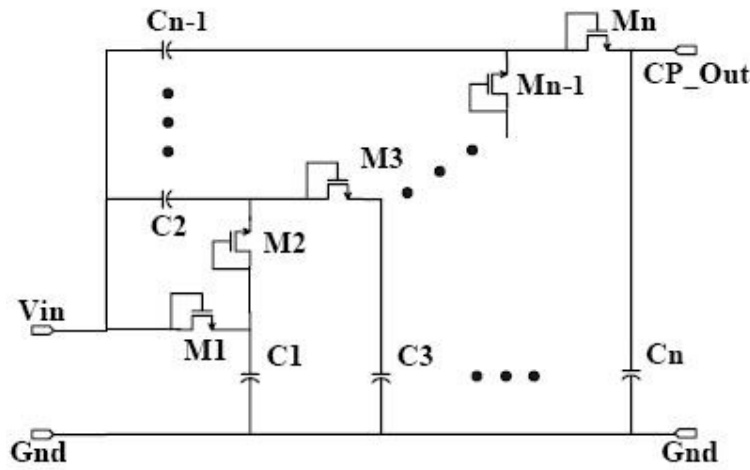 Cn-1
Mn
CP_Out
Mn-1
M3
C2
M2
Vin
M1
C1
C3
Cn
Gnd
Gnd